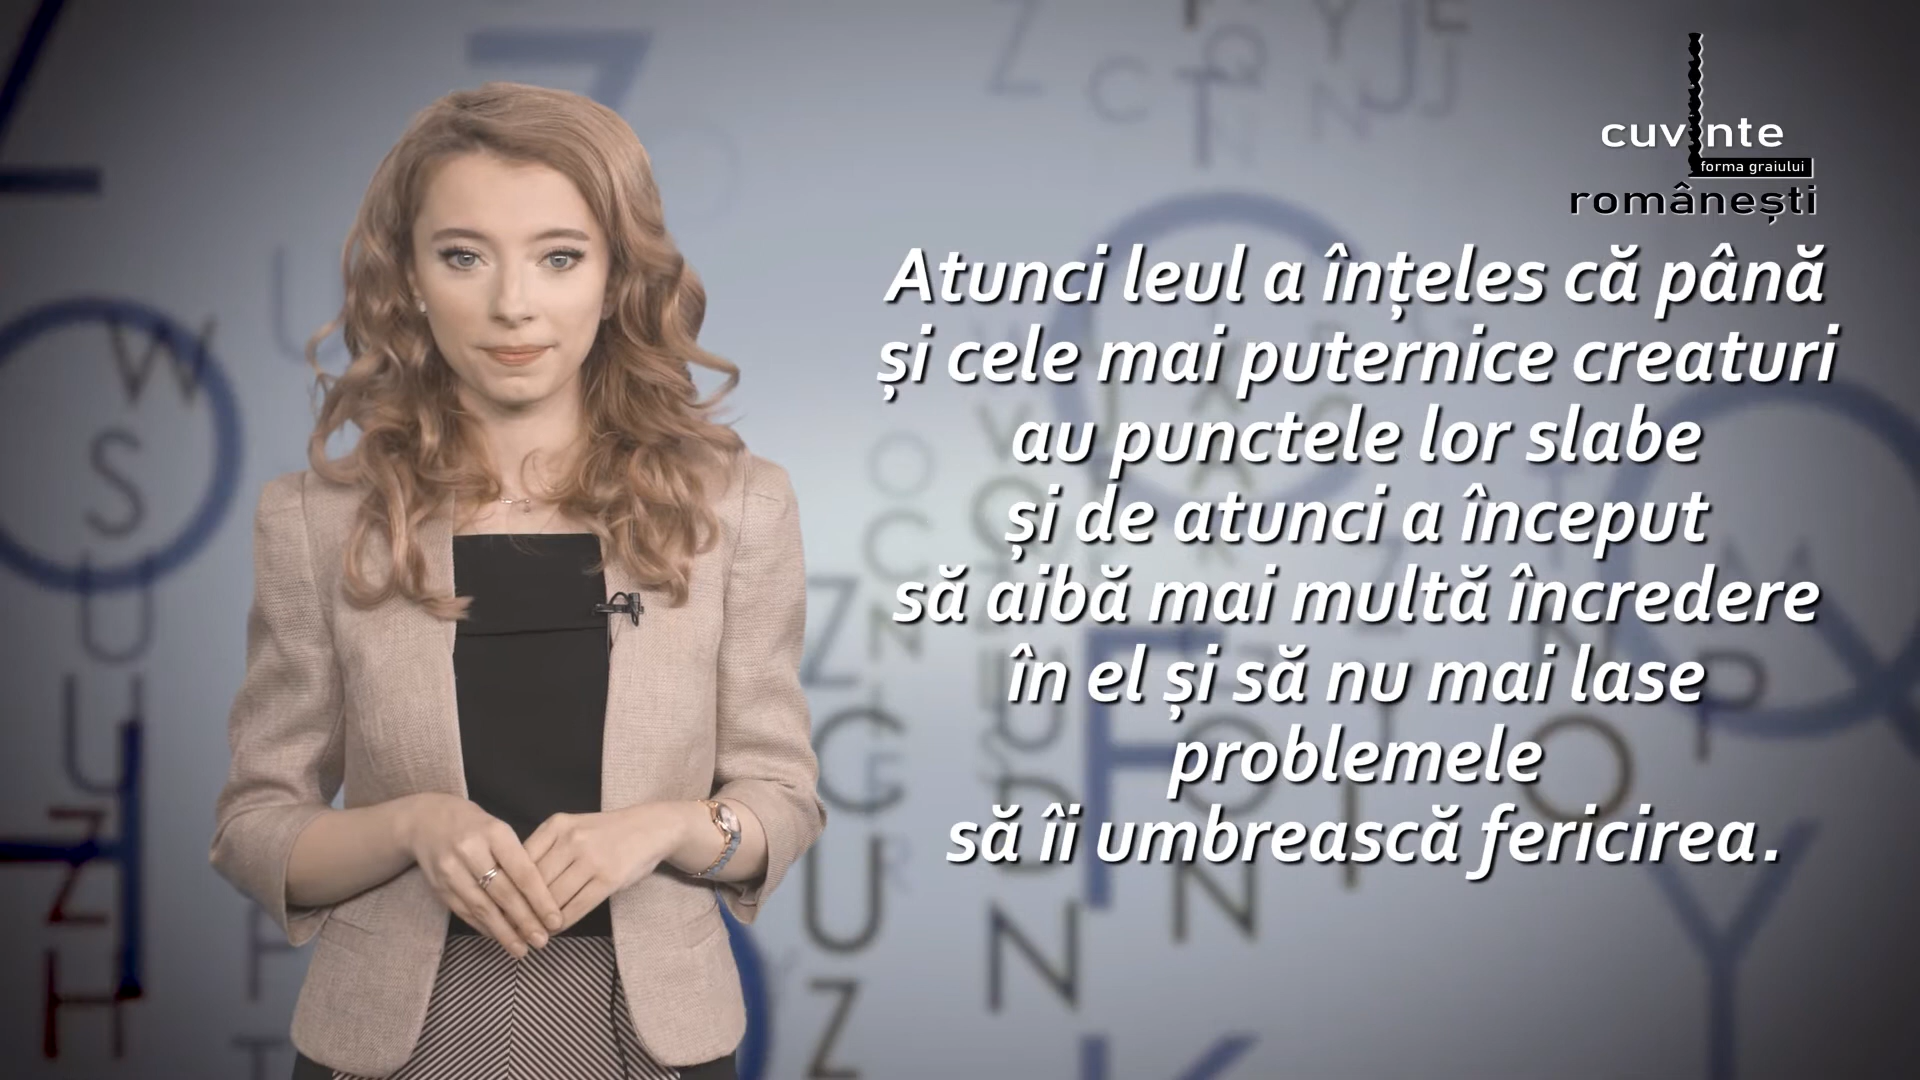 cuvinte
forma graiului
românești
Atunci leul a înțeles că până
și cele mai puternice creaturi
au punctele lor slabe
și de atunci a început
să aibă mai multă încredere
în el și să nu mai lase
problemele
să îi umbrească fericirea.